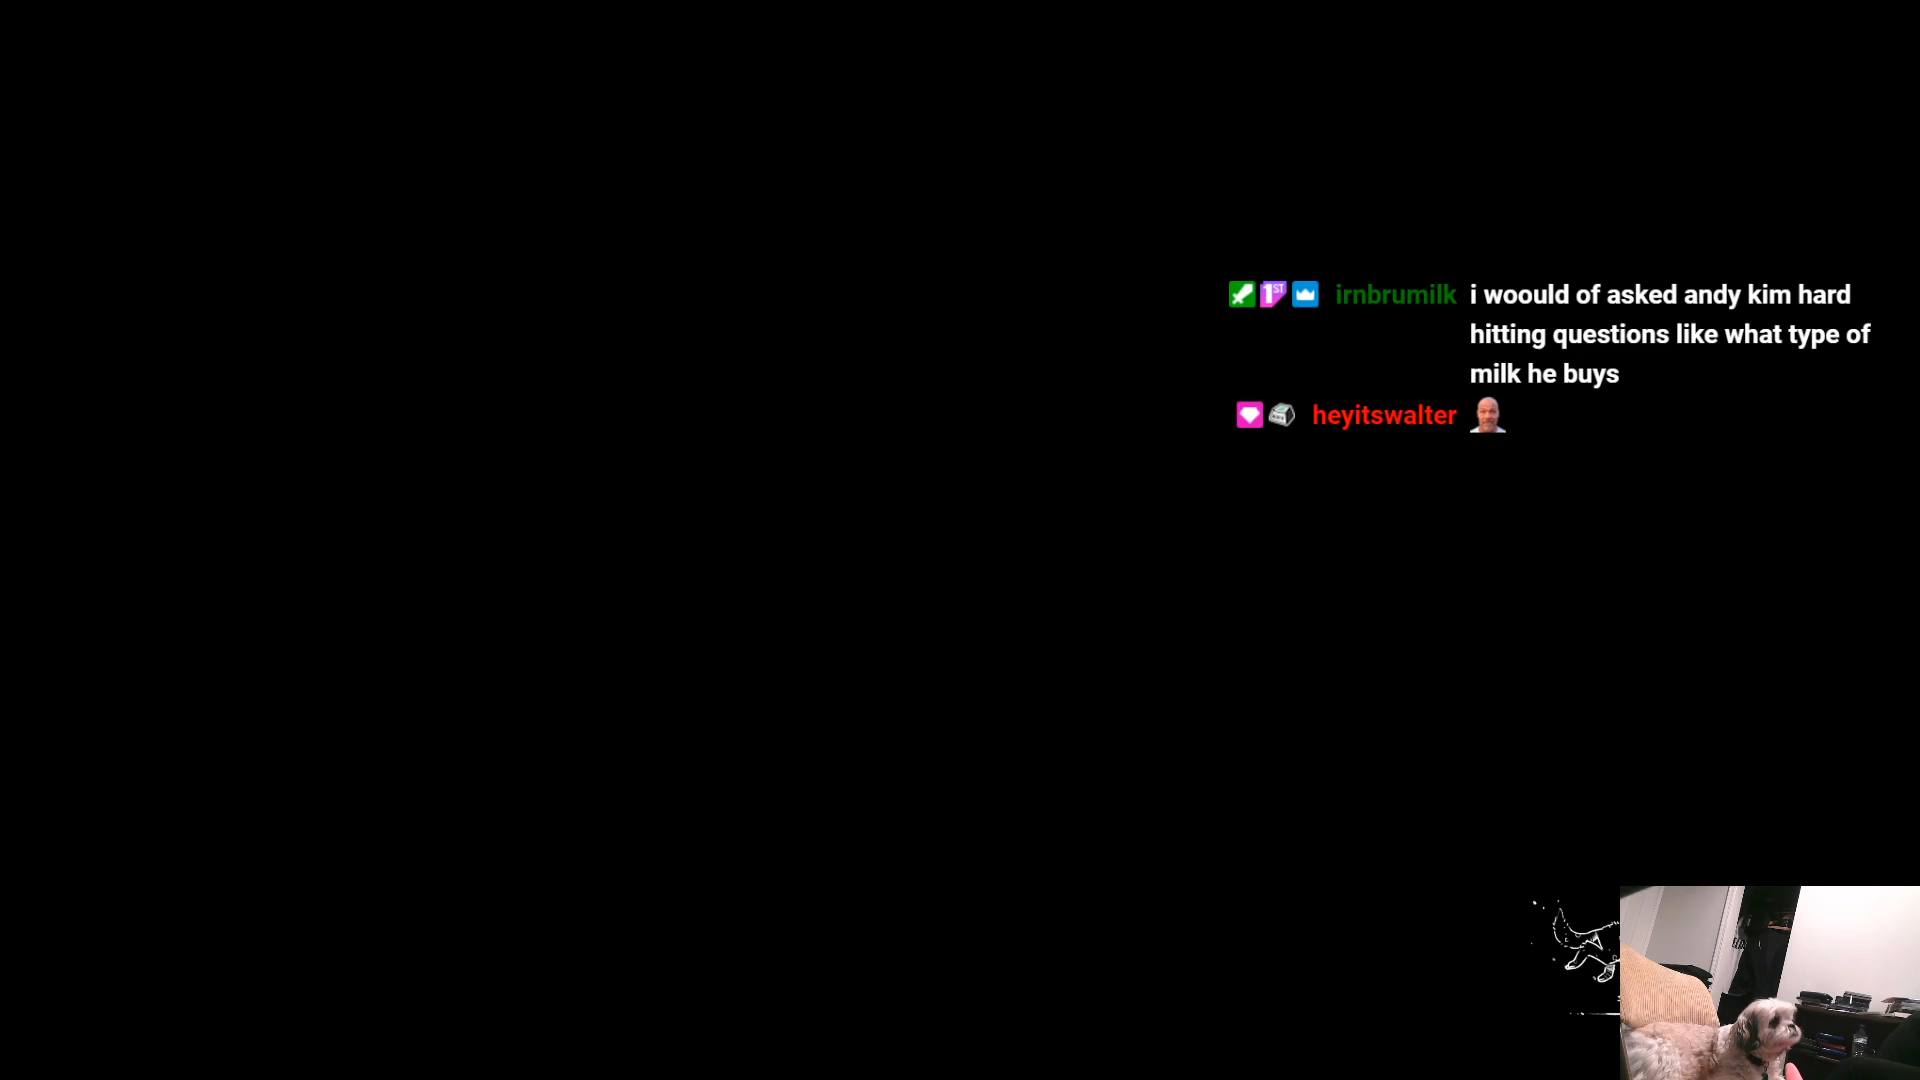 irnbrumilk i woould of asked andy kim hard
hitting questions like what type of
milk he buys
heyitswalter